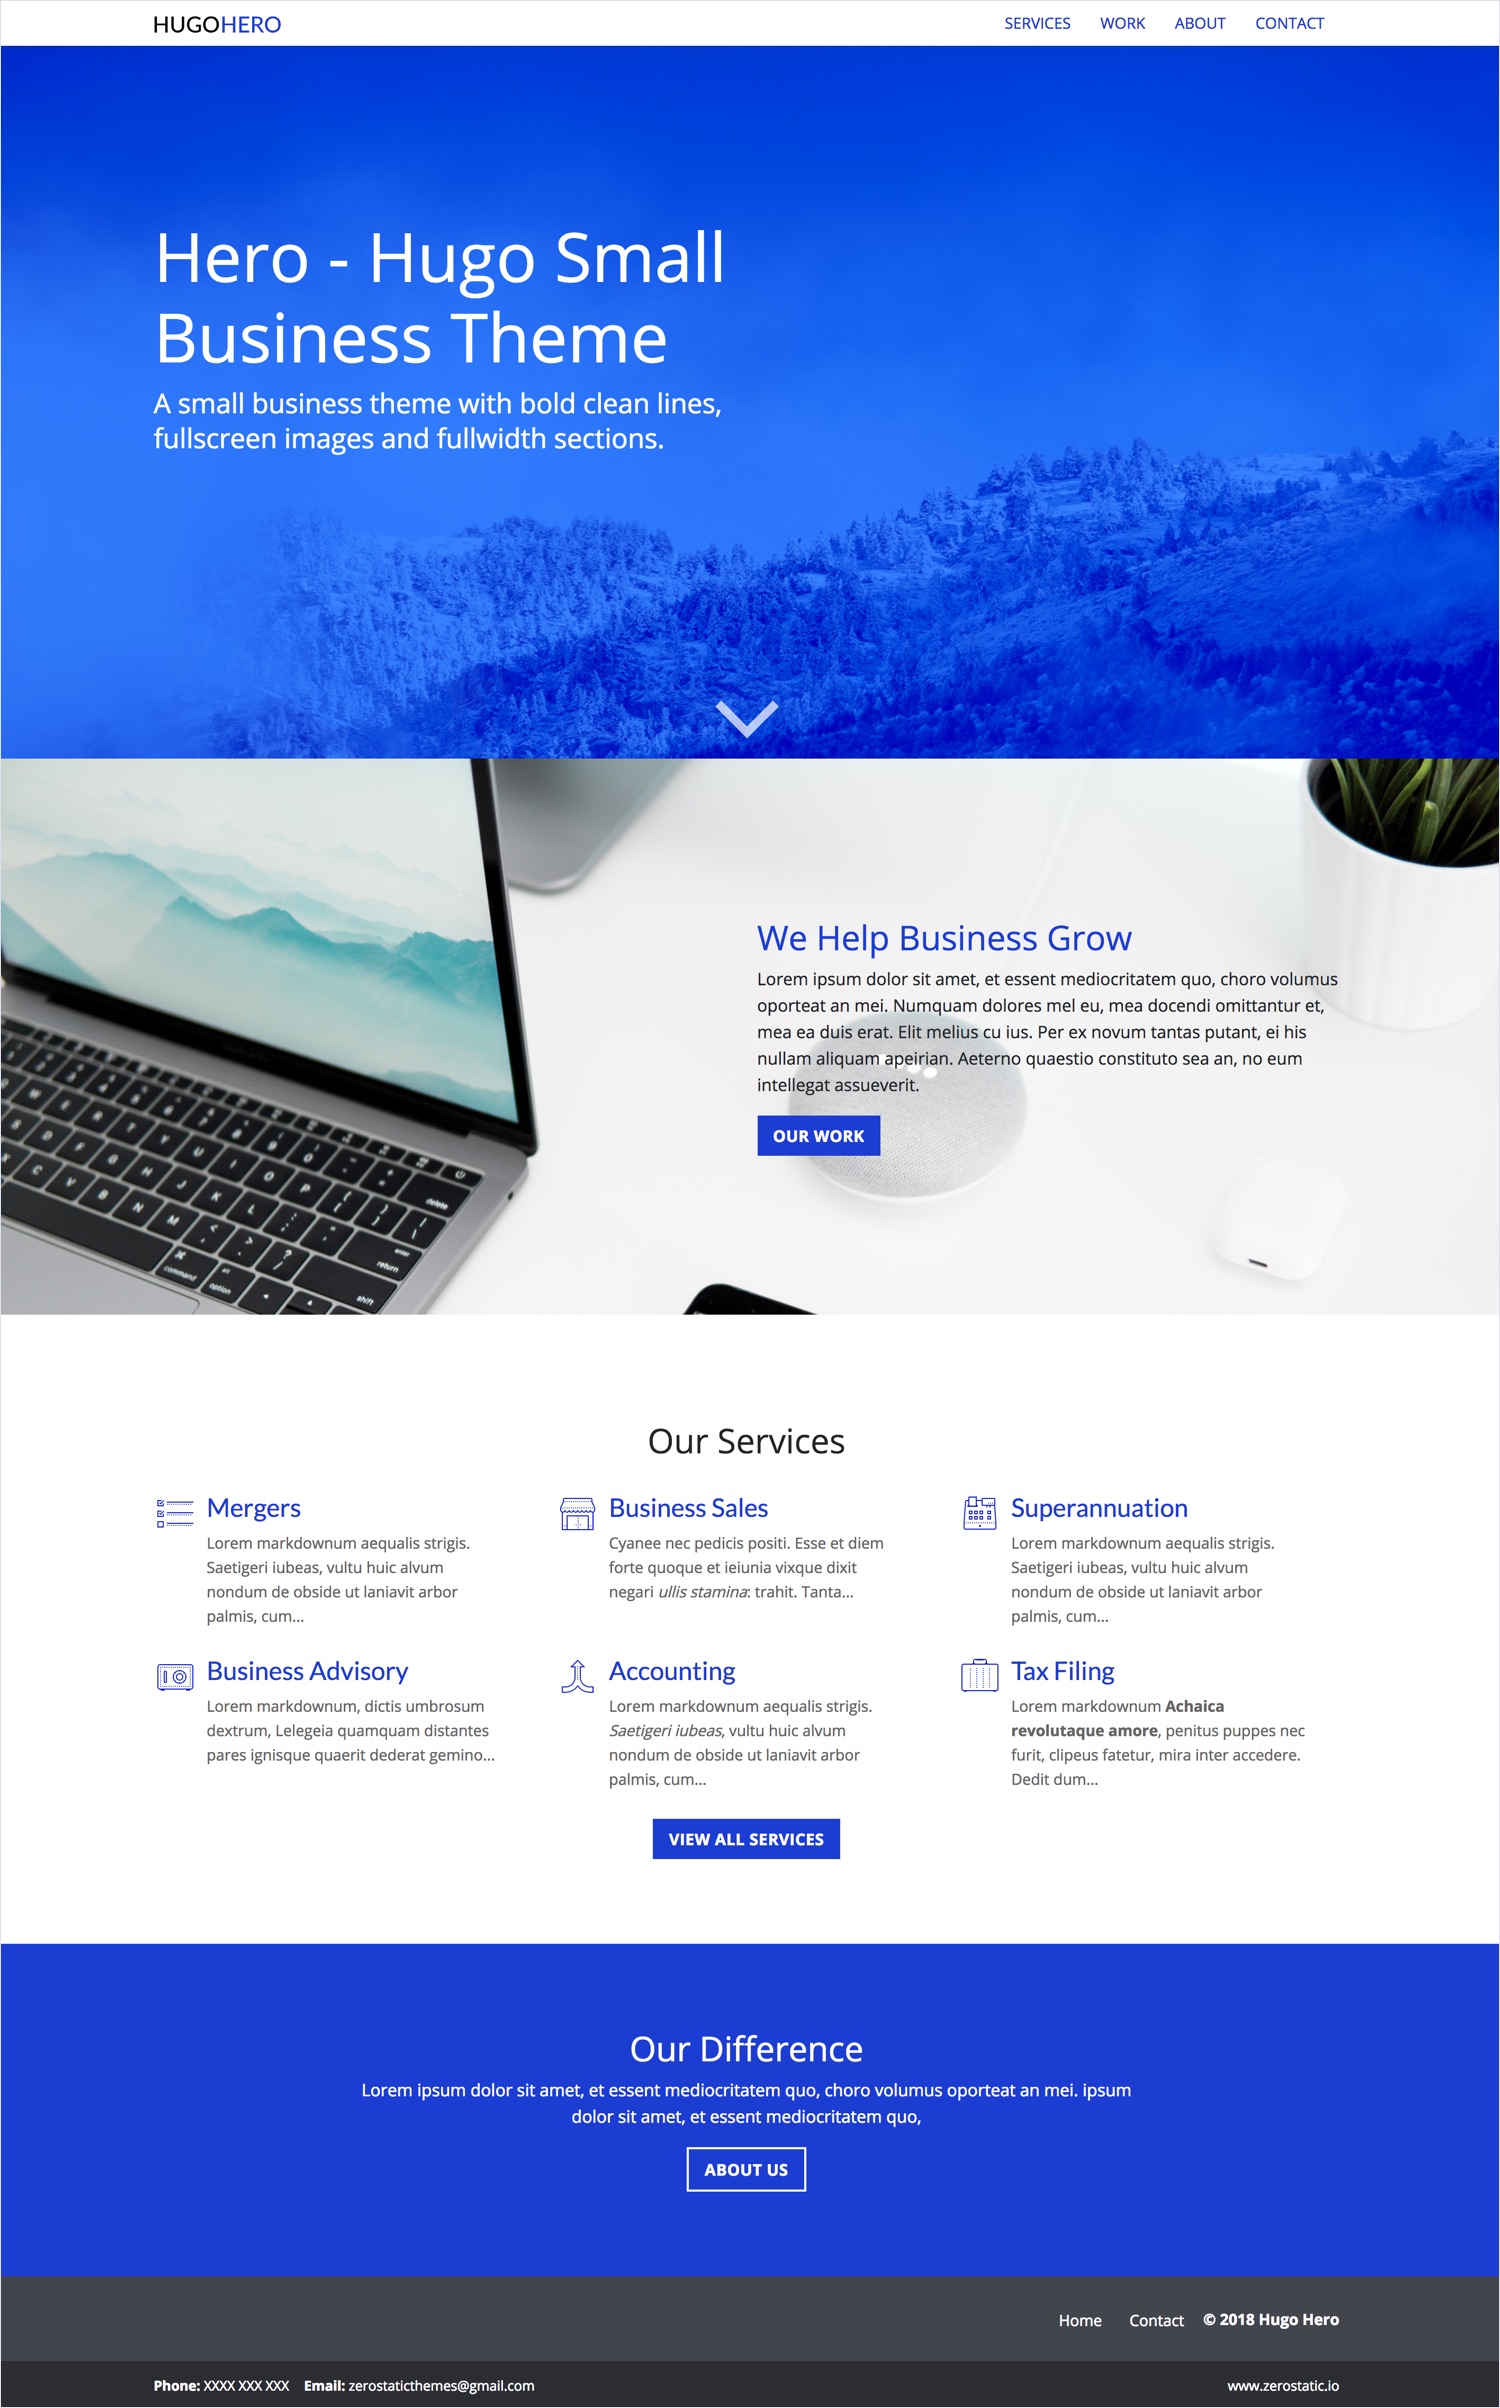 HUGOHERO
SERVICES WORK ABOUT CONTACT
Hero - Hugo Small
Business Theme
A small business theme with bold clean lines,
fullscreen images and fullwidth sections.
We Help Business Grow
Lorem ipsum dolor sit amet, et essent mediocritatem quo, choro volumus
oporteat an mei. Numquam dolores mel eu, mea docendi omittantur et,
mea ea duis erat. Elit melius cu ius. Per ex novum tantas putant, ei his
nullam aliquam apeirian. Aeterno quaestio constituto sea an, no eum
intellegat assueverit.
OUR WORK
delete
enter
return
shift
command
option
Our Services
Mergers
Lorem markdownum aequalis strigis.
Saetigeri iubeas, vultu huic alvum
nondum de obside ut laniavit arbor
palmis, cum...
Business Sales
Cyanee nec pedicis positi. Esse et diem
forte quoque et ieiunia vixque dixit
negari ullis stamina: trahit. Tanta...
Superannuation
Lorem markdownum aequalis strigis.
Saetigeri iubeas, vultu huic alvum
nondum de obside ut laniavit arbor
palmis, cum...
Business Advisory
Lorem markdownum, dictis umbrosum
dextrum, Lelegeia quamquam distantes
pares ignisque quaerit dederat gemino...
Accounting
Lorem markdownum aequalis strigis.
Saetigeri iubeas, vultu huic alvum
nondum de obside ut laniavit arbor
palmis, cum...
Tax Filing
Lorem markdownum Achaica
revolutaque amore, penitus puppes nec
furit, clipeus fatetur, mira inter accedere.
Dedit dum...
VIEW ALL SERVICES
Our Difference
Lorem ipsum dolor sit amet, et essent mediocritatem quo, choro volumus oporteat an mei. ipsum
dolor sit amet, et essent mediocritatem quo,
ABOUT US
Home Contact © 2018 Hugo Hero
Phone: XXXX XXX XXX Email: zerostaticthemes@gmail.com
www.zerostatic.io